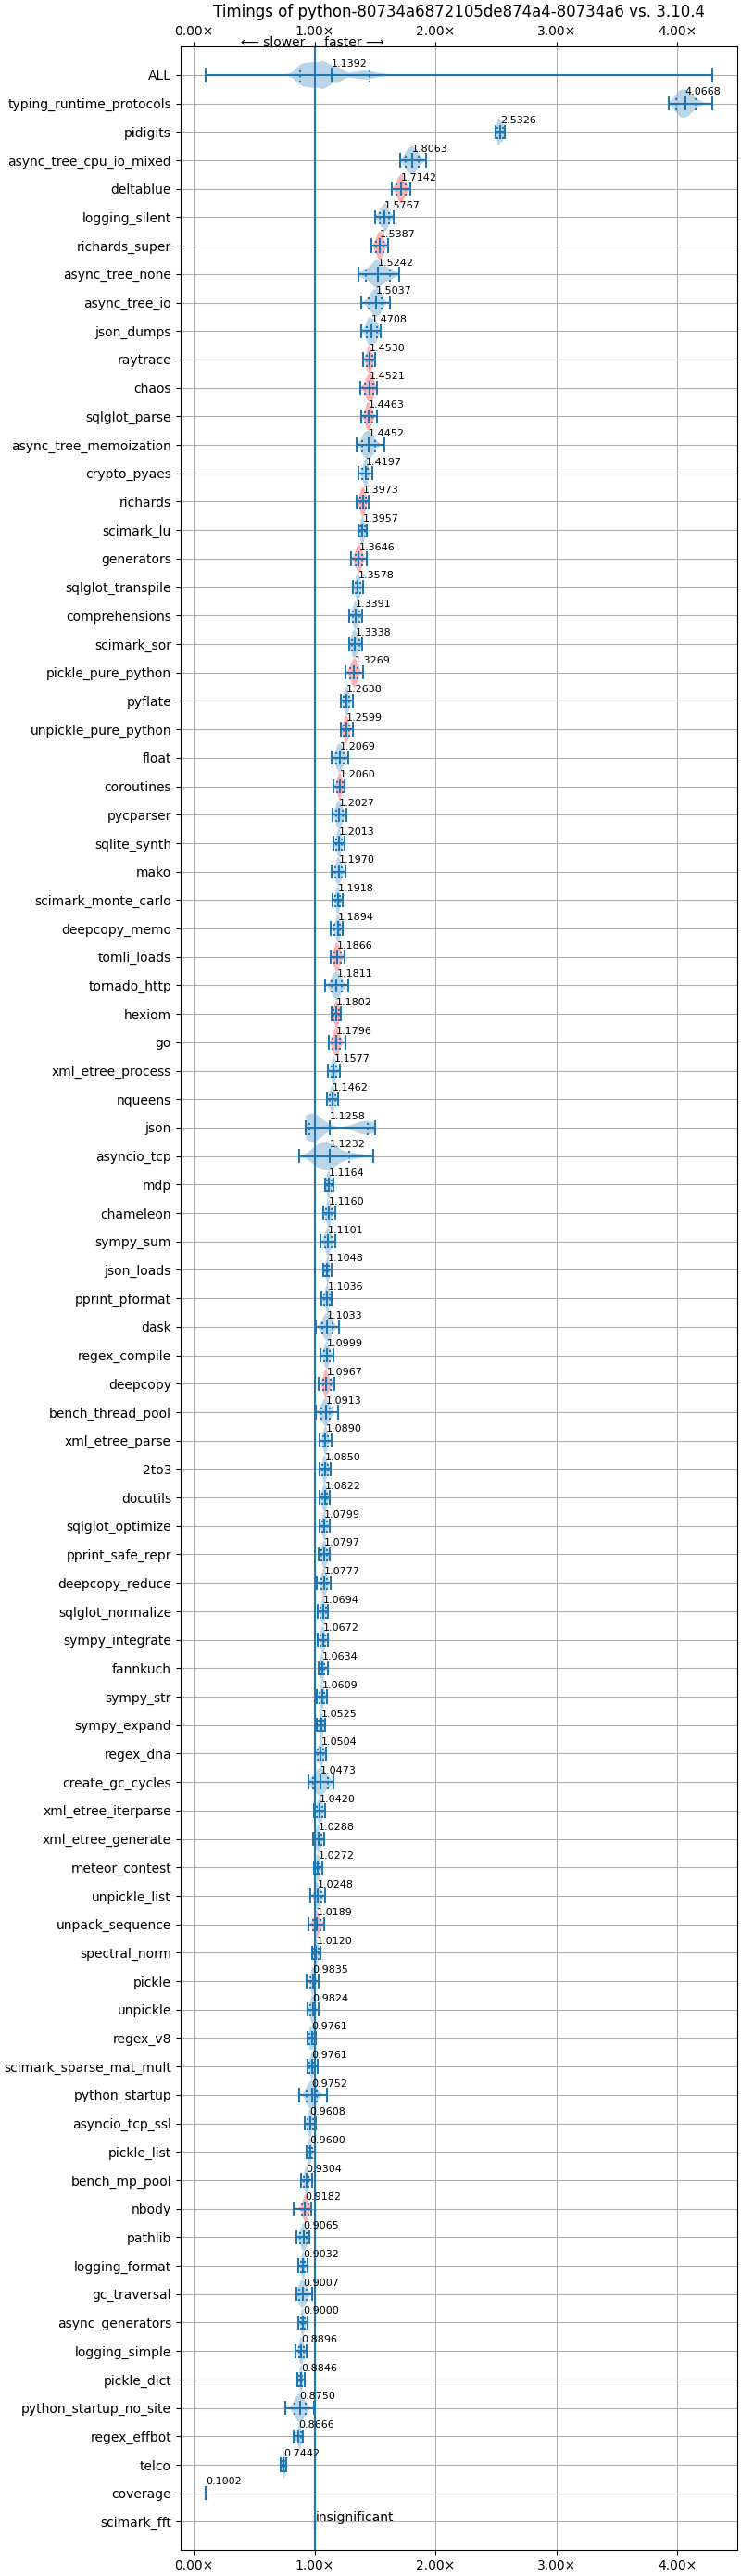 Timings of python-80734a6872105de874a4-80734a6 vs. 3.10.4
0.00× 1.00× 2.00× 3.00× 4.00×
⟵ slower faster ⟶
ALL 1.1392
typing_runtime_protocols 4.0668
pidigits 2.5326
async_tree_cpu_io_mixed 1.8063
deltablue 1.7142
logging_silent 1.5767
richards_super 1.5387
async_tree_none 1.5242
async_tree_io 1.5037
json_dumps 1.4708
raytrace 1.4530
chaos 1.4521
sqlglot_parse 1.4463
async_tree_memoization 1.4452
crypto_pyaes 1.4197
richards 1.3973
scimark_lu 1.3957
generators 1.3646
sqlglot_transpile 1.3578
comprehensions 1.3391
scimark_sor 1.3338
pickle_pure_python 1.3269
pyflate 1.2638
unpickle_pure_python 1.2599
float 1.2069
coroutines 1.2060
pycparser 1.2027
sqlite_synth 1.2013
mako 1.1970
scimark_monte_carlo 1.1918
deepcopy_memo 1.1894
tomli_loads 1.1866
tornado_http 1.1811
hexiom 1.1802
go 1.1796
xml_etree_process 1.1577
nqueens 1.1462
json 1.1258
asyncio_tcp 1.1232
mdp 1.1164
chameleon 1.1160
sympy_sum 1.1101
json_loads 1.1048
pprint_pformat 1.1036
dask 1.1033
regex_compile 1.0999
deepcopy 1.0967
bench_thread_pool 1.0913
xml_etree_parse 1.0890
2to3 1.0850
docutils 1.0822
sqlglot_optimize 1.0799
pprint_safe_repr 1.0797
deepcopy_reduce 1.0777
sqlglot_normalize 1.0694
sympy_integrate 1.0672
fannkuch 1.0634
sympy_str 1.0609
sympy_expand 1.0525
regex_dna 1.0504
create_gc_cycles 1.0473
xml_etree_iterparse 1.0420
xml_etree_generate 1.0288
meteor_contest 1.0272
unpickle_list 1.0248
unpack_sequence 1.0189
spectral_norm 1.0120
pickle 0.9835
unpickle 0.9824
regex_v8 0.9761
scimark_sparse_mat_mult 0.9761
python_startup 0.9752
asyncio_tcp_ssl 0.9608
pickle_list 0.9600
bench_mp_pool 0.9304
nbody 0.9182
pathlib 0.9065
logging_format 0.9032
gc_traversal 0.9007
async_generators 0.9000
logging_simple 0.8896
pickle_dict 0.8846
python_startup_no_site 0.8750
regex_effbot 0.8666
telco 0.7442
coverage 0.1002
scimark_fft insignificant
0.00× 1.00× 2.00× 3.00× 4.00×